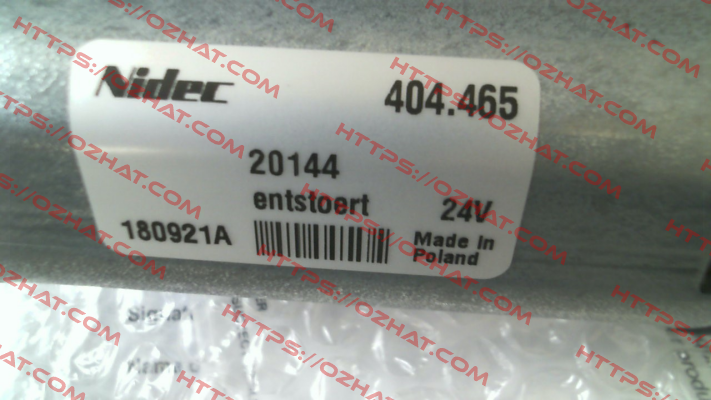 Nidec 404.465
20144
entstoert 24V
180921A Made In
Poland
HTTPS://OZHAT.COM